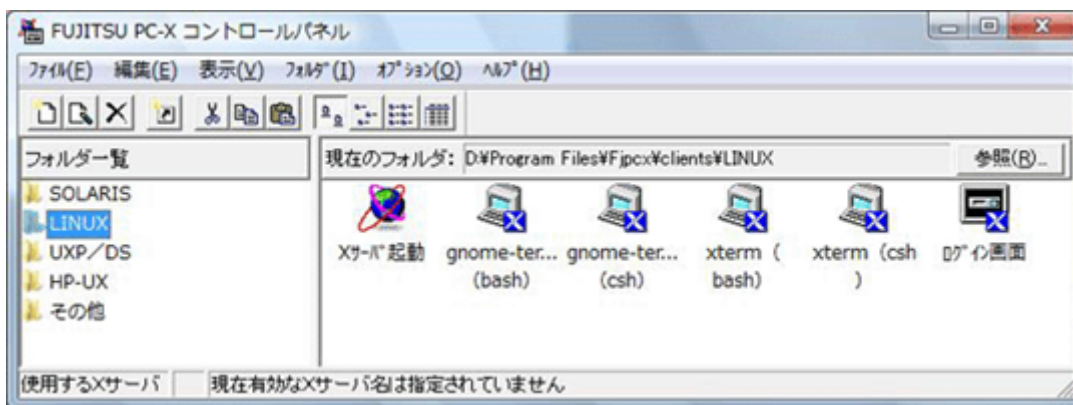 FUJITSU PC-X コントロールパネル
ﾌｧｲﾙ(F) 編集(E) 表示(V) ﾌｫﾙﾀﾞ(I) ｵﾌﾟｼｮﾝ(O) ﾍﾙﾌﾟ(H)
フォルダ一覧
現在のフォルダ: D:¥Program Files¥Fjpcx¥clients¥LINUX 参照(R)...
SOLARIS
LINUX
UXP／DS
HP-UX
その他
Xｻｰﾊﾞ起動
gnome-ter...
(bash)
gnome-ter...
(csh)
xterm (
bash)
xterm (csh
)
ﾛｸﾞｲﾝ画面
使用するXサーバ 現在有効なXサーバ名は指定されていません